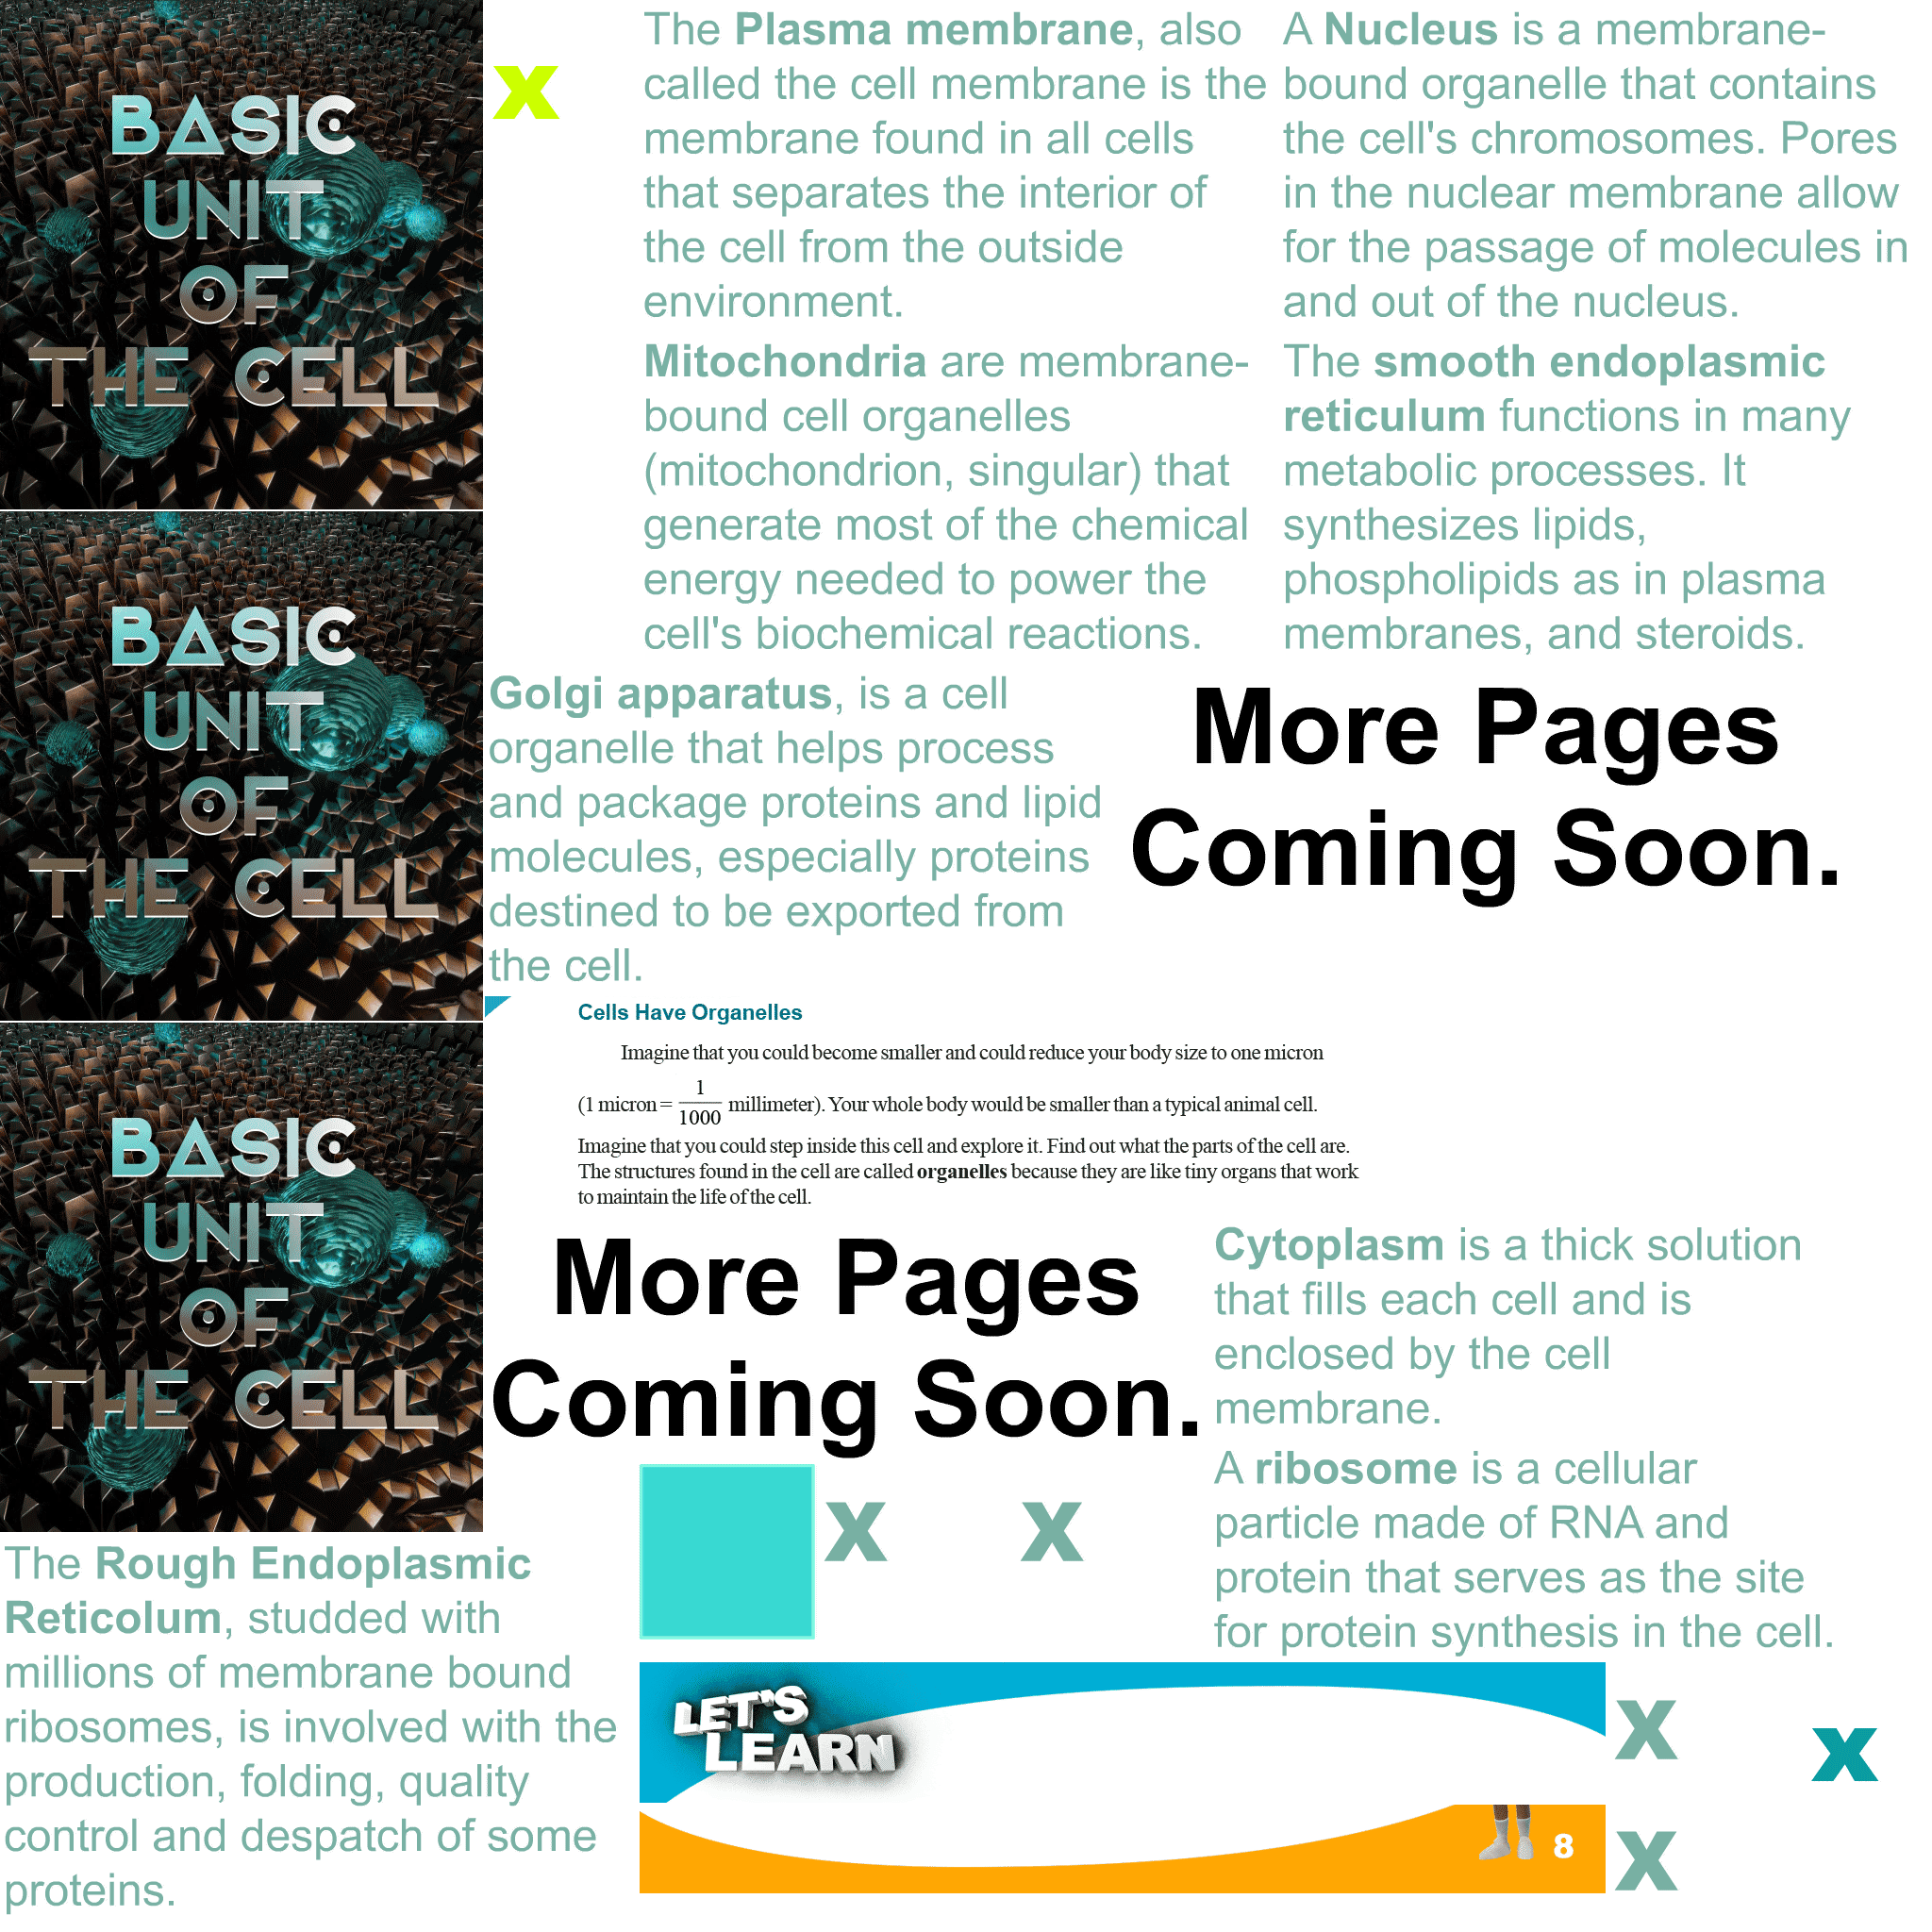 BASIC
UNIT
OF
THE CELL
x
The Plasma membrane, also
called the cell membrane is the
membrane found in all cells
that separates the interior of
the cell from the outside
environment.
A Nucleus is a membrane-
bound organelle that contains
the cell's chromosomes. Pores
in the nuclear membrane allow
for the passage of molecules in
and out of the nucleus.
Mitochondria are membrane-
bound cell organelles
(mitochondrion, singular) that
generate most of the chemical
energy needed to power the
cell's biochemical reactions.
The smooth endoplasmic
reticulum functions in many
metabolic processes. It
synthesizes lipids,
phospholipids as in plasma
membranes, and steroids.
BASIC
UNIT
OF
THE CELL
Golgi apparatus, is a cell
organelle that helps process
and package proteins and lipid
molecules, especially proteins
destined to be exported from
the cell.
More Pages
Coming Soon.
Cells Have Organelles
Imagine that you could become smaller and could reduce your body size to one micron
(1 micron = 1/1000 millimeter). Your whole body would be smaller than a typical animal cell.
Imagine that you could step inside this cell and explore it. Find out what the parts of the cell are.
The structures found in the cell are called organelles because they are like tiny organs that work
to maintain the life of the cell.
BASIC
UNIT
OF
THE CELL
More Pages
Coming Soon.
Cytoplasm is a thick solution
that fills each cell and is
enclosed by the cell
membrane.
x x
A ribosome is a cellular
particle made of RNA and
protein that serves as the site
for protein synthesis in the cell.
The Rough Endoplasmic
Reticolum, studded with
millions of membrane bound
ribosomes, is involved with the
production, folding, quality
control and despatch of some
proteins.
LET'S
LEARN
x
x
8
x